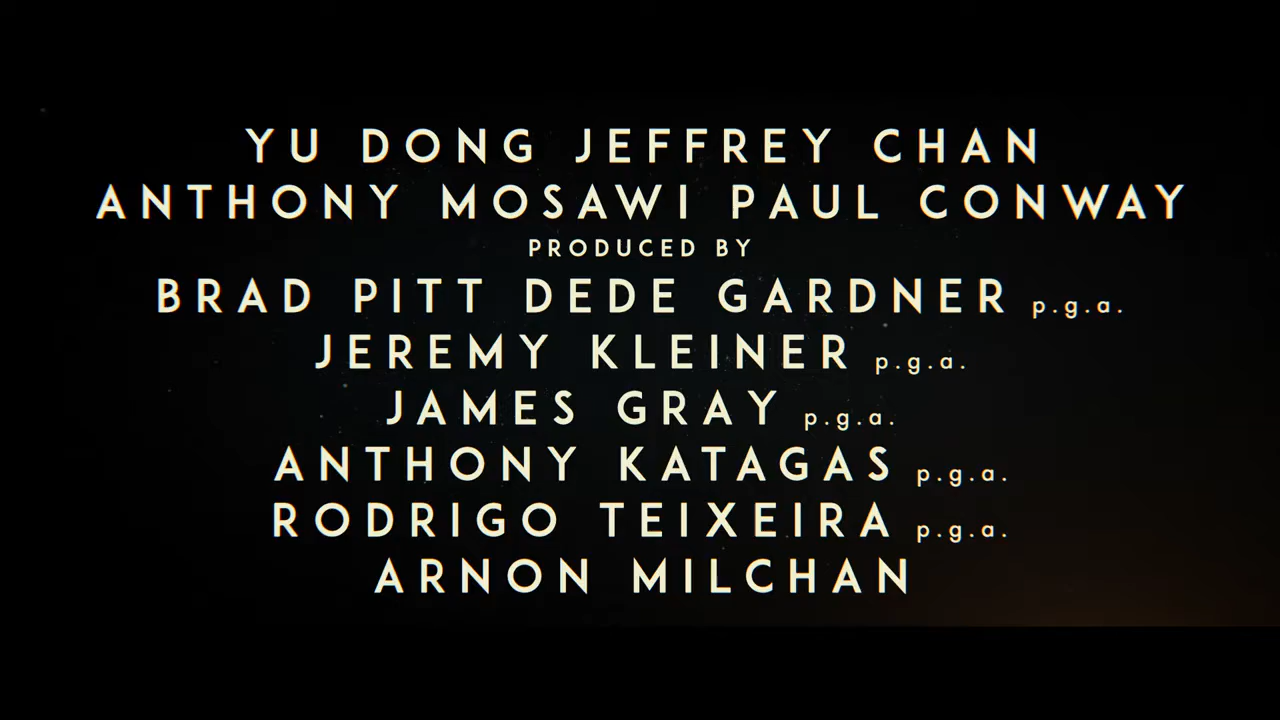 YU DONG JEFFREY CHAN
ANTHONY MOSAWI PAUL CONWAY
PRODUCED BY
BRAD PITT DEDE GARDNER p.g.a.
JEREMY KLEINER p.g.a.
JAMES GRAY p.g.a.
ANTHONY KATAGAS p.g.a.
RODRIGO TEIXEIRA p.g.a.
ARNON MILCHAN